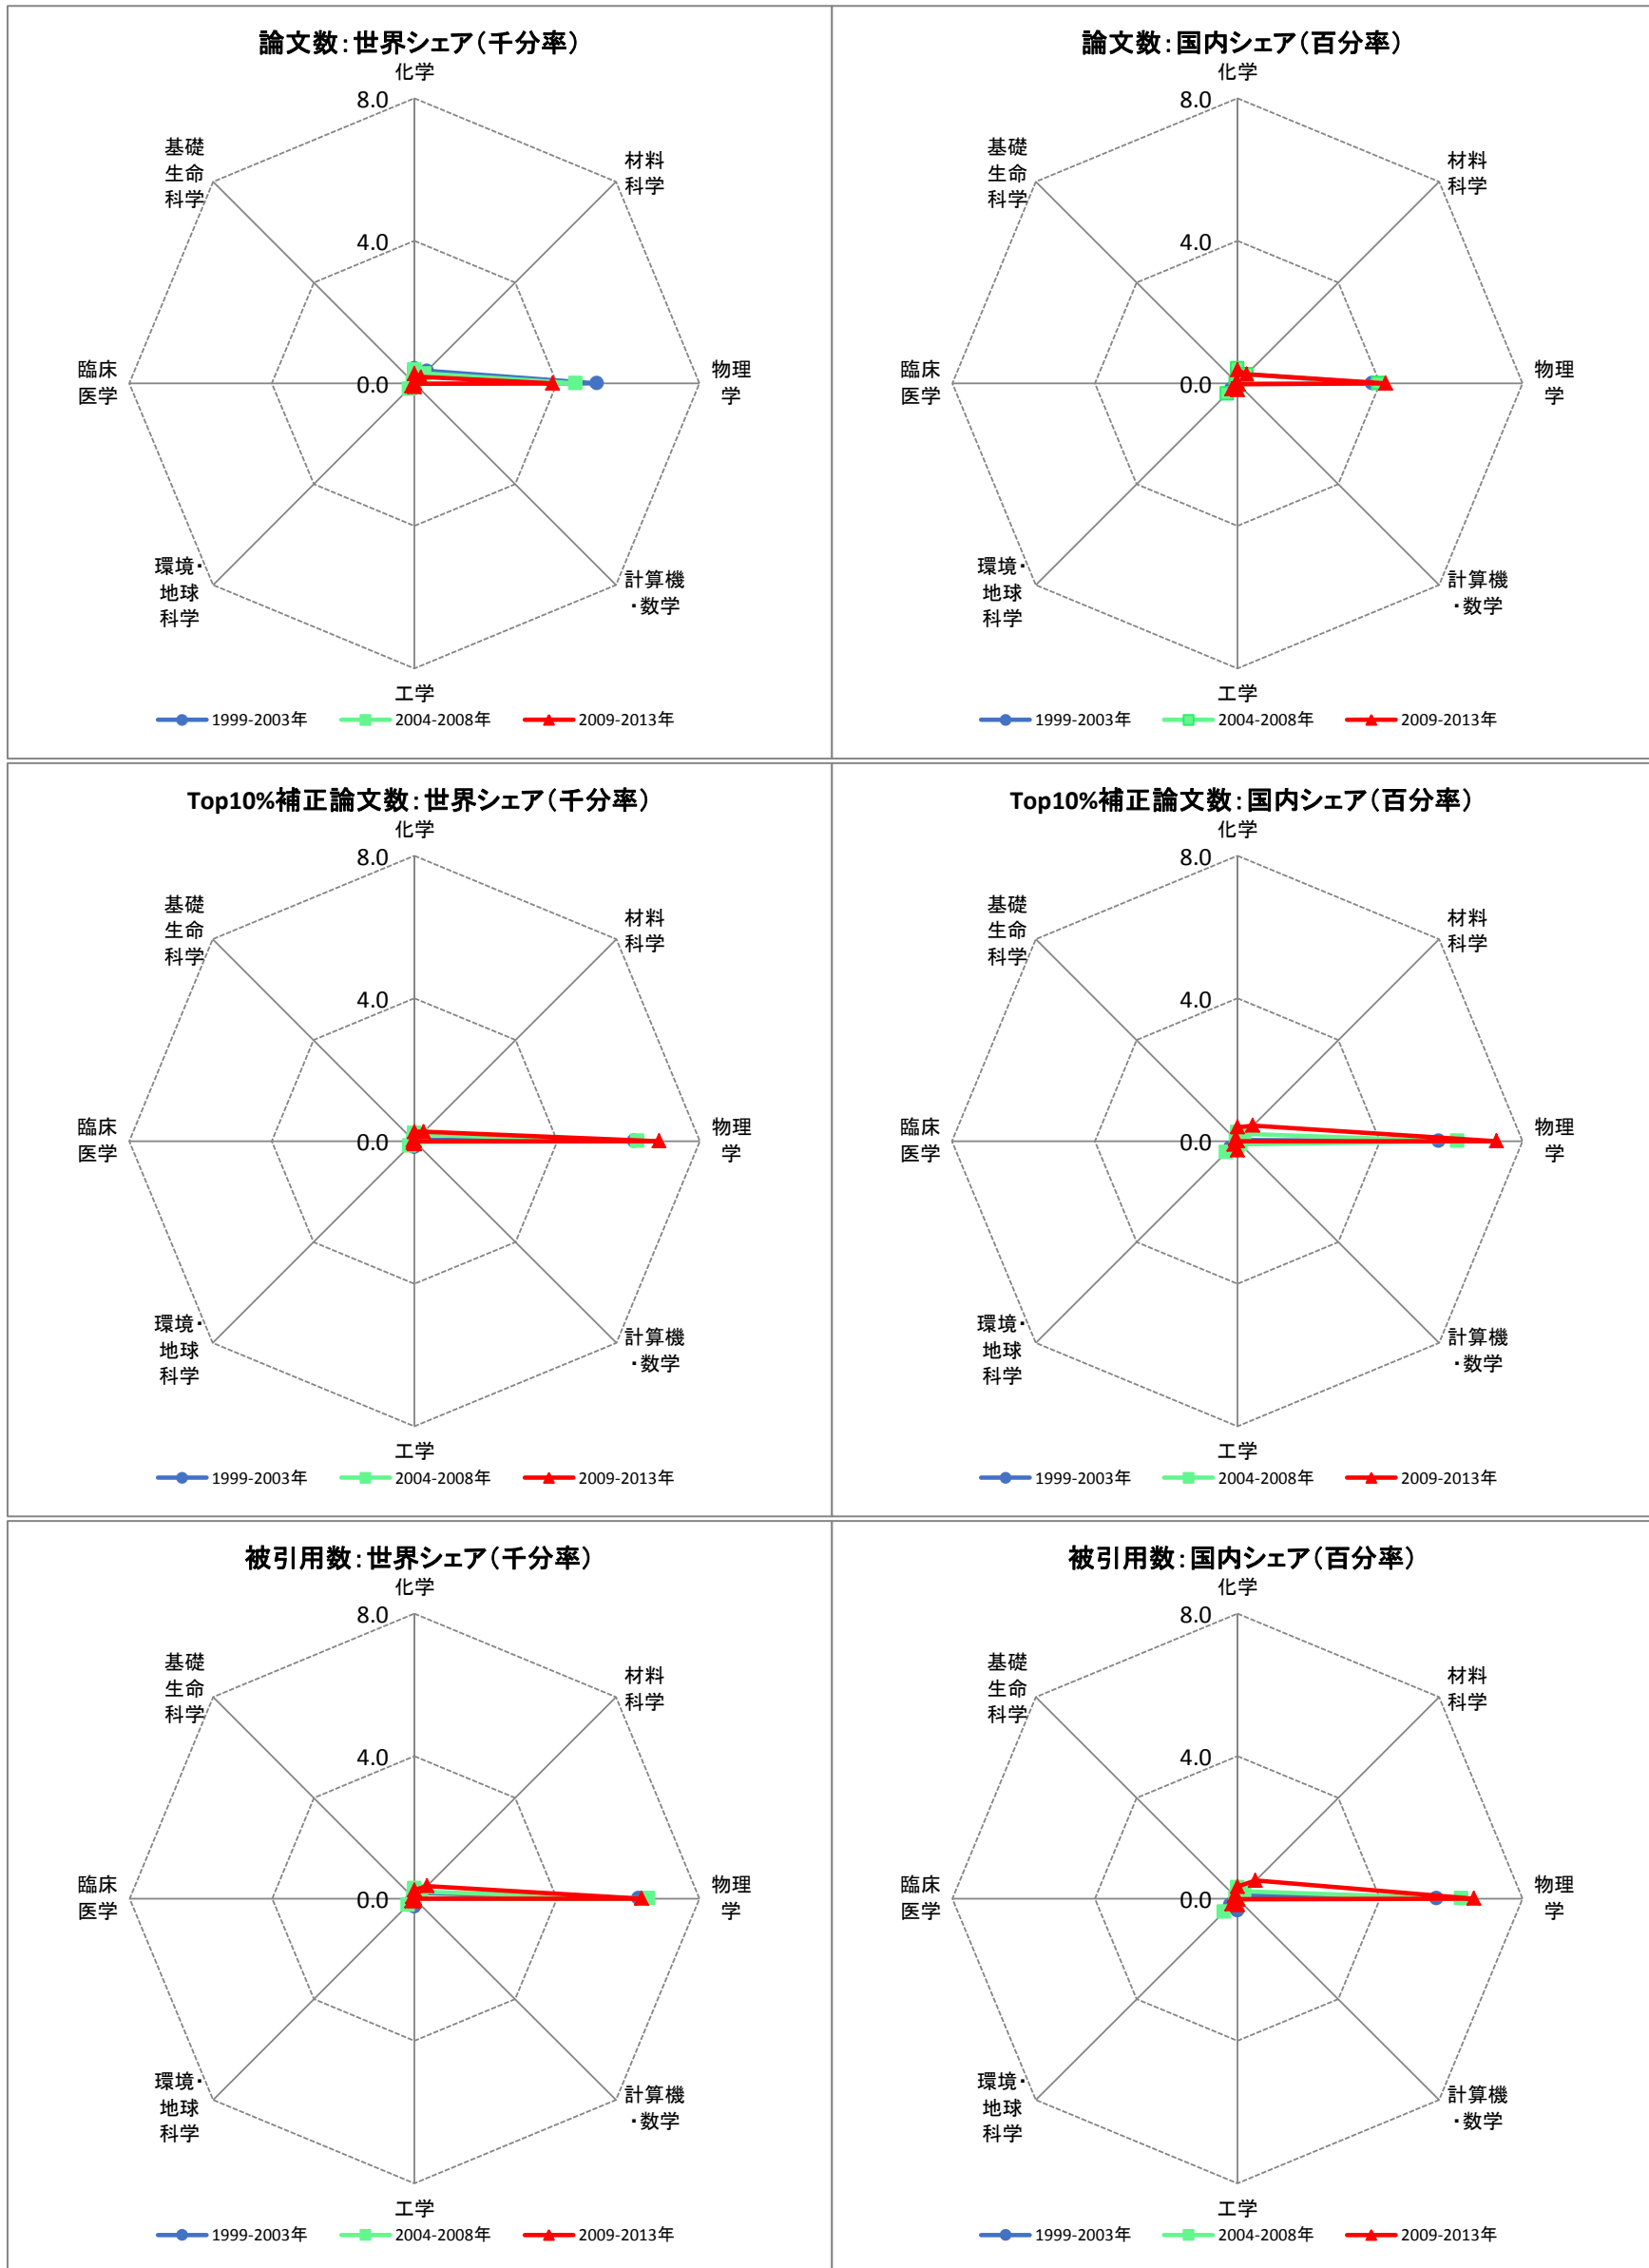 論文数：世界シェア（千分率）
化学
8.0
基礎
生命
科学
材料
科学
4.0
臨床
医学
0.0
物理
学
環境・
地球
科学
計算機
・数学
工学
1999-2003年 2004-2008年 2009-2013年
論文数：国内シェア（百分率）
化学
8.0
基礎
生命
科学
材料
科学
4.0
臨床
医学
0.0
物理
学
環境・
地球
科学
計算機
・数学
工学
1999-2003年 2004-2008年 2009-2013年
Top10%補正論文数：世界シェア（千分率）
化学
8.0
基礎
生命
科学
材料
科学
4.0
臨床
医学
0.0
物理
学
環境・
地球
科学
計算機
・数学
工学
1999-2003年 2004-2008年 2009-2013年
Top10%補正論文数：国内シェア（百分率）
化学
8.0
基礎
生命
科学
材料
科学
4.0
臨床
医学
0.0
物理
学
環境・
地球
科学
計算機
・数学
工学
1999-2003年 2004-2008年 2009-2013年
被引用数：世界シェア（千分率）
化学
8.0
基礎
生命
科学
材料
科学
4.0
臨床
医学
0.0
物理
学
環境・
地球
科学
計算機
・数学
工学
1999-2003年 2004-2008年 2009-2013年
被引用数：国内シェア（百分率）
化学
8.0
基礎
生命
科学
材料
科学
4.0
臨床
医学
0.0
物理
学
環境・
地球
科学
計算機
・数学
工学
1999-2003年 2004-2008年 2009-2013年